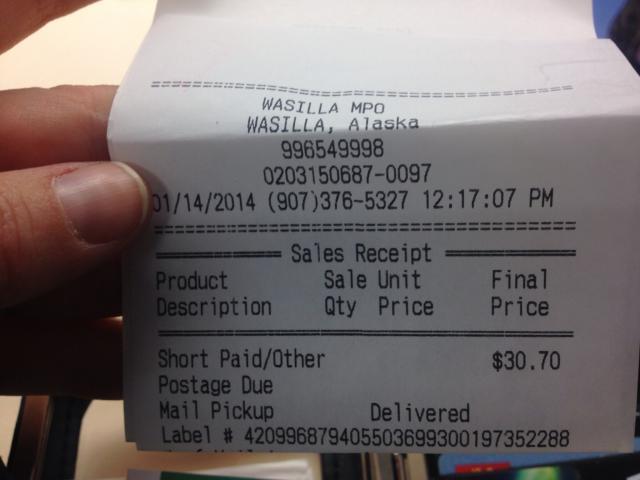 WASILLA MPO
WASILLA, Alaska
996549998
0203150687-0097
01/14/2014 (907)376-5327 12:17:07 PM
Sales Receipt
Product Sale Unit Final
Description Qty Price Price
Short Paid/Other $30.70
Postage Due
Mail Pickup Delivered
Label # 420996879405503699300197352288